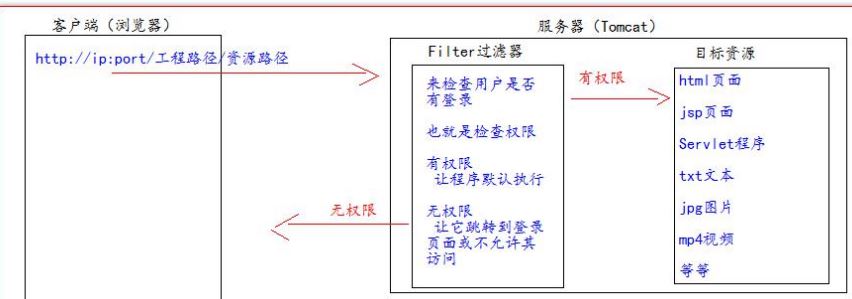 客户端（浏览器）
http://ip:port/工程路径/资源路径
服务器（Tomcat）
Filter过滤器
未检查用户是否
有登录
也就是检查权限
有权限
让程序默认执行
无权限
让它跳转到登录
页面或不允许其
访问
有权限
无权限
目标资源
html页面
jsp页面
Servlet程序
txt文本
jpg图片
mp4视频
等等